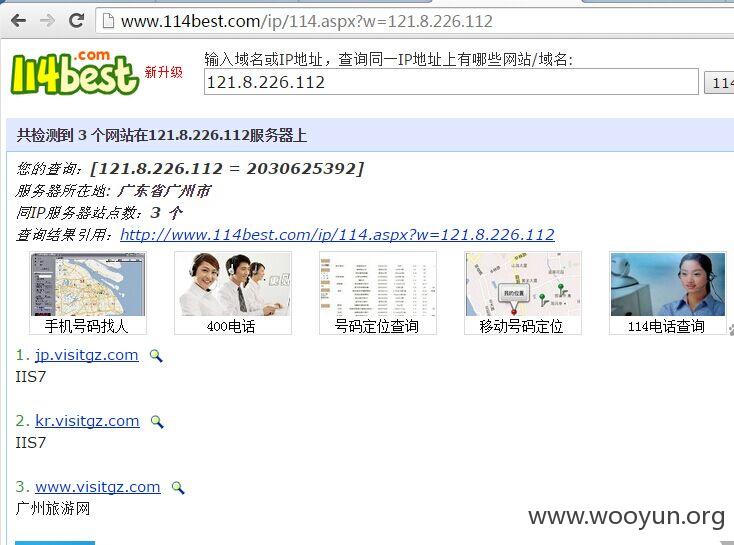 www.114best.com/ip/114.aspx?w=121.8.226.112
114best
.com
新升级
输入域名或IP地址，查询同一IP地址上有哪些网站/域名:
121.8.226.112
114
共检测到 3 个网站在121.8.226.112服务器上
您的查询：[121.8.226.112 = 2030625392]
服务器所在地: 广东省广州市
同IP服务器站点数：3 个
查询结果引用：http://www.114best.com/ip/114.aspx?w=121.8.226.112
我的位置
手机号码找人
400电话
号码定位查询
移动号码定位
114电话查询
1. jp.visitgz.com
IIS7
2. kr.visitgz.com
IIS7
3. www.visitgz.com
广州旅游网
www.wooyun.org